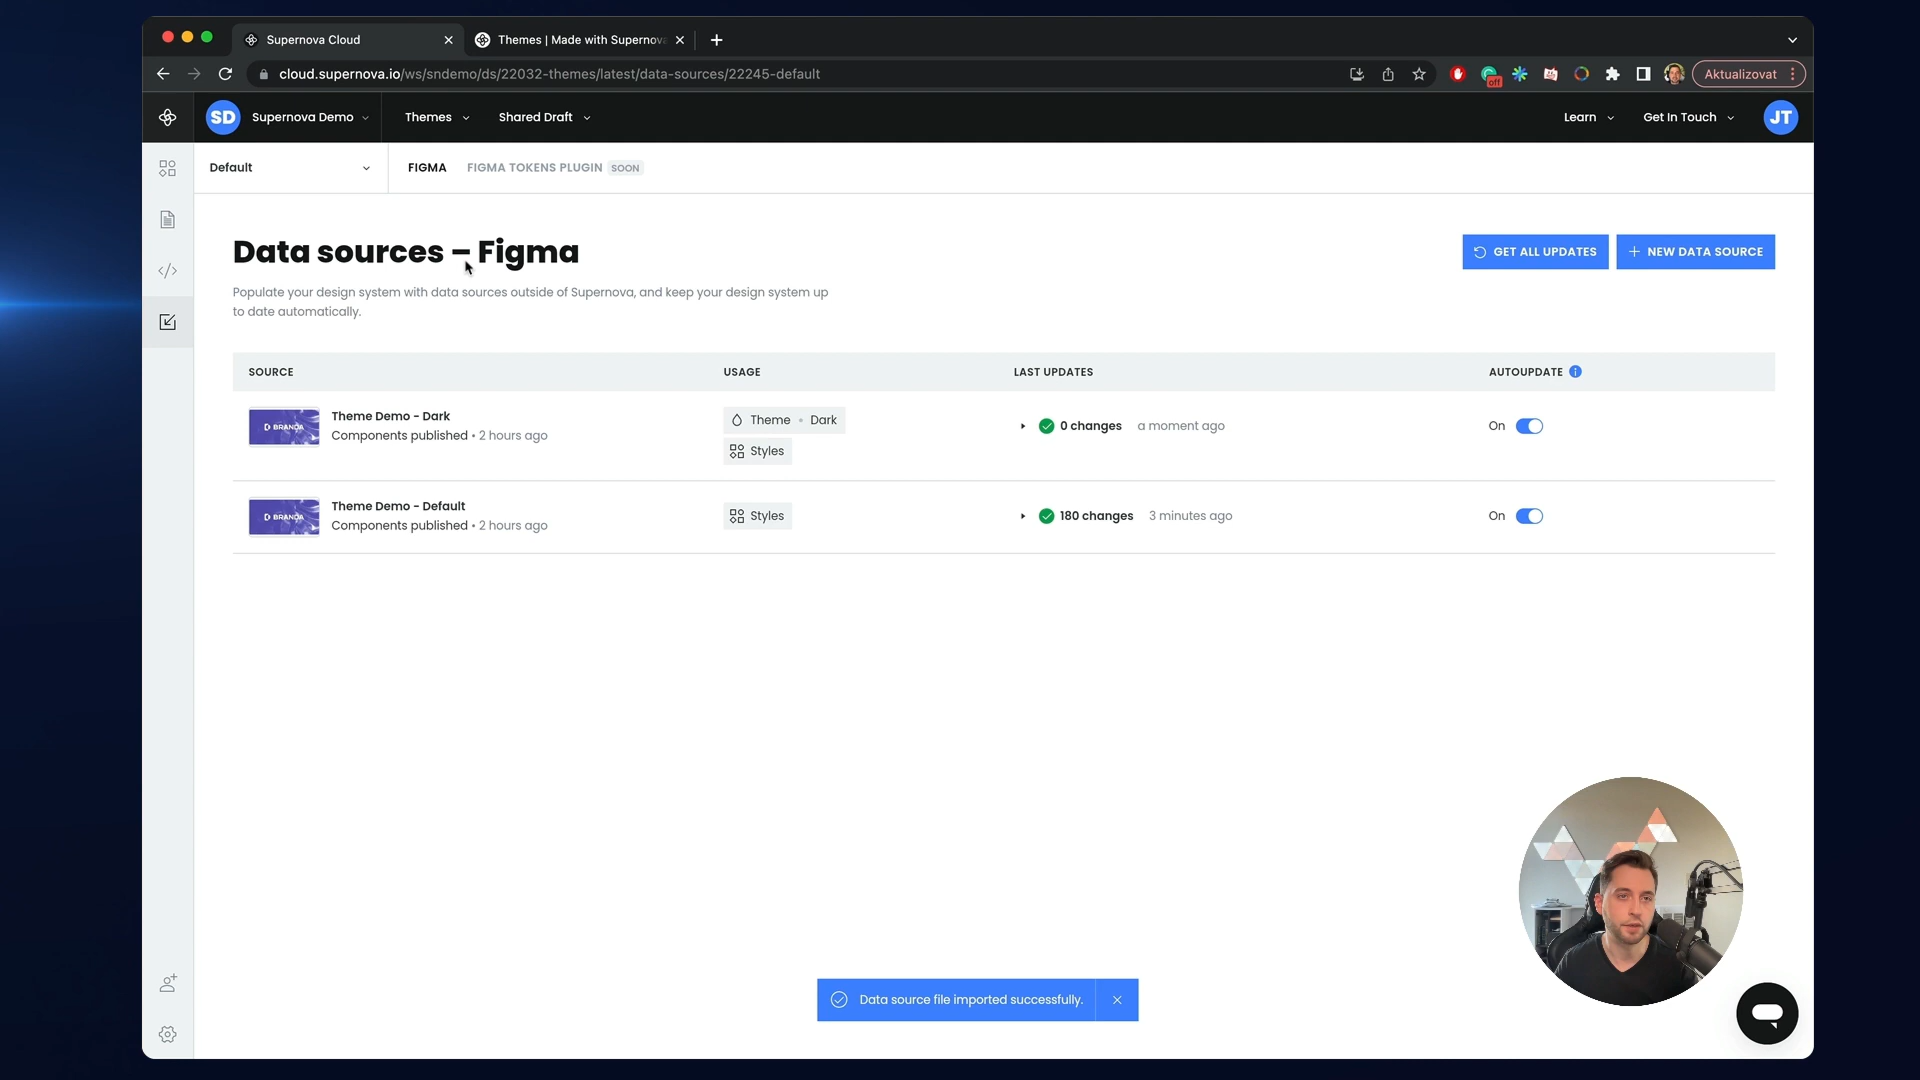 Supernova Cloud
Themes | Made with Supernova
cloud.supernova.io/ws/sndemo/ds/22032-themes/latest/data-sources/22245-default
off
Aktualizovat
SD
Supernova Demo
Themes
Shared Draft
Learn
Get In Touch
JT
Default
FIGMA
FIGMA TOKENS PLUGIN
SOON
Data sources – Figma
GET ALL UPDATES
NEW DATA SOURCE
Populate your design system with data sources outside of Supernova, and keep your design system up
to date automatically.
SOURCE
USAGE
LAST UPDATES
AUTOUPDATE
Theme Demo - Dark
Components published • 2 hours ago
BRANDA
Theme • Dark
Styles
0 changes
a moment ago
On
Theme Demo - Default
Components published • 2 hours ago
BRANDA
Styles
180 changes
3 minutes ago
On
Data source file imported successfully.